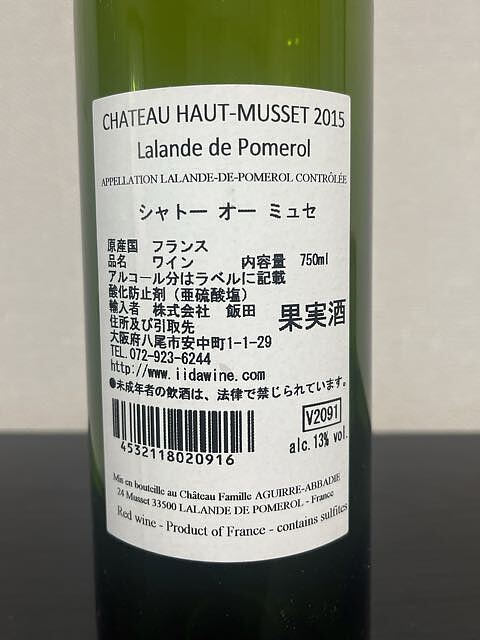 CHATEAU HAUT-MUSSET 2015
Lalande de Pomerol
APPELLATION LALANDE-DE-POMEROL CONTRÔLÉE
シャトー オー ミュセ
原産国 フランス
品名 ワイン 内容量 750ml
アルコール分はラベルに記載
酸化防止剤（亜硫酸塩）
輸入者 株式会社 飯田 果実酒
住所及び引取先
大阪府八尾市安中町1-1-29
TEL.072-923-6244
http://www.iidawine.com
●未成年者の飲酒は、法律で禁じられています。
V2091
alc.13% vol.
4532118020916
Mis en bouteille au Château Famille AGUIRRE-ABBADIE
24 Musset 33500 LALANDE DE POMEROL - France
Red wine - Product of France - contains sulfites